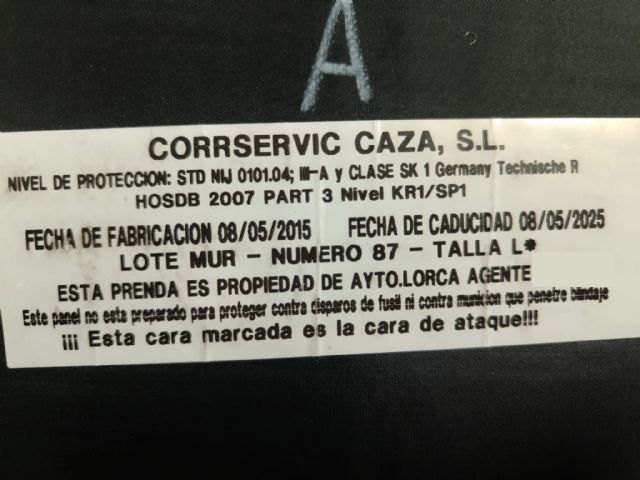 A
CORRSERVIC CAZA, S.L.
NIVEL DE PROTECCION: STD NIJ 0101.04; III-A y CLASE SK 1 Germany Technische R
HOSDB 2007 PART 3 Nivel KR1/SP1
FECHA DE FABRICACION 08/05/2015 FECHA DE CADUCIDAD 08/05/2025
LOTE MUR - NUMERO 87 - TALLA L*
ESTA PRENDA ES PROPIEDAD DE AYTO.LORCA AGENTE
Este panel no esta preparado para proteger contra disparos de fusil ni contra municion que penetre blindaje
¡¡¡ Esta cara marcada es la cara de ataque!!!